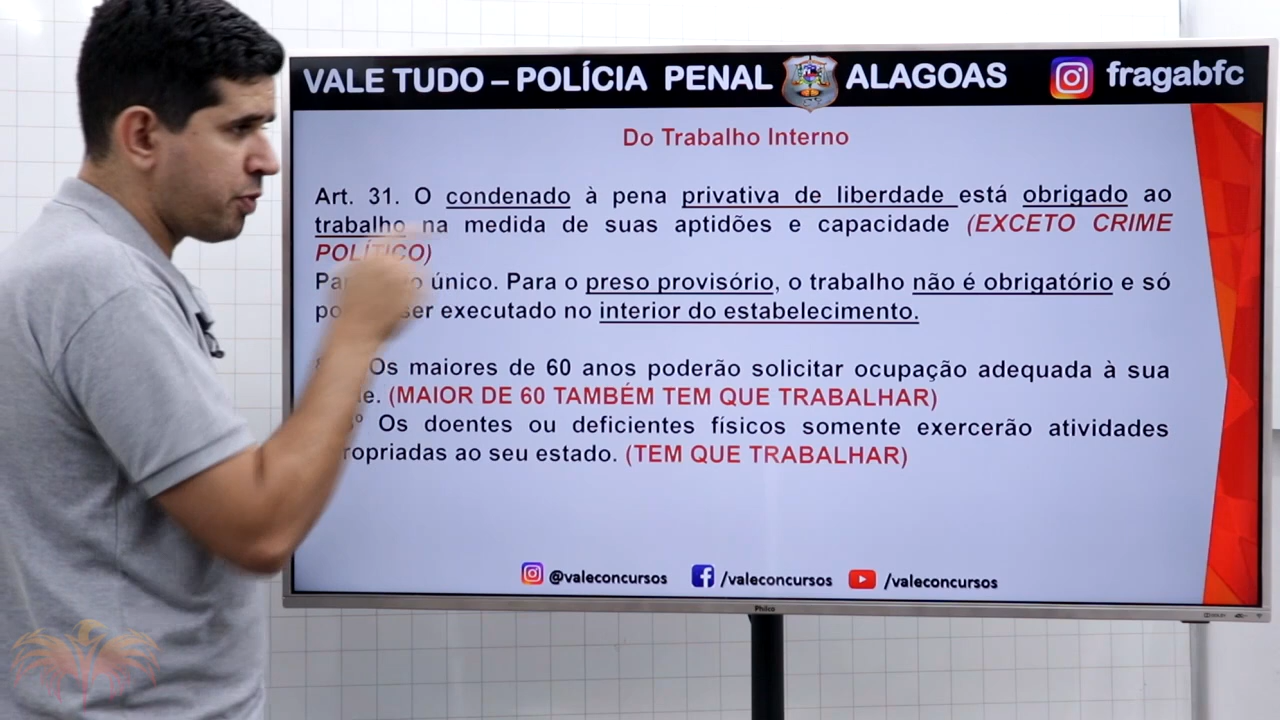 VALE TUDO – POLÍCIA PENAL ALAGOAS fragabfc
Do Trabalho Interno
Art. 31. O condenado à pena privativa de liberdade está obrigado ao
trabalho na medida de suas aptidões e capacidade (EXCETO CRIME
POLÍTICO)
único. Para o preso provisório, o trabalho não é obrigatório e só
ser executado no interior do estabelecimento.
Os maiores de 60 anos poderão solicitar ocupação adequada à sua
(MAIOR DE 60 TAMBÉM TEM QUE TRABALHAR)
Os doentes ou deficientes físicos somente exercerão atividades
ao seu estado. (TEM QUE TRABALHAR)
@valeconcursos /valeconcursos /valeconcursos
Philco